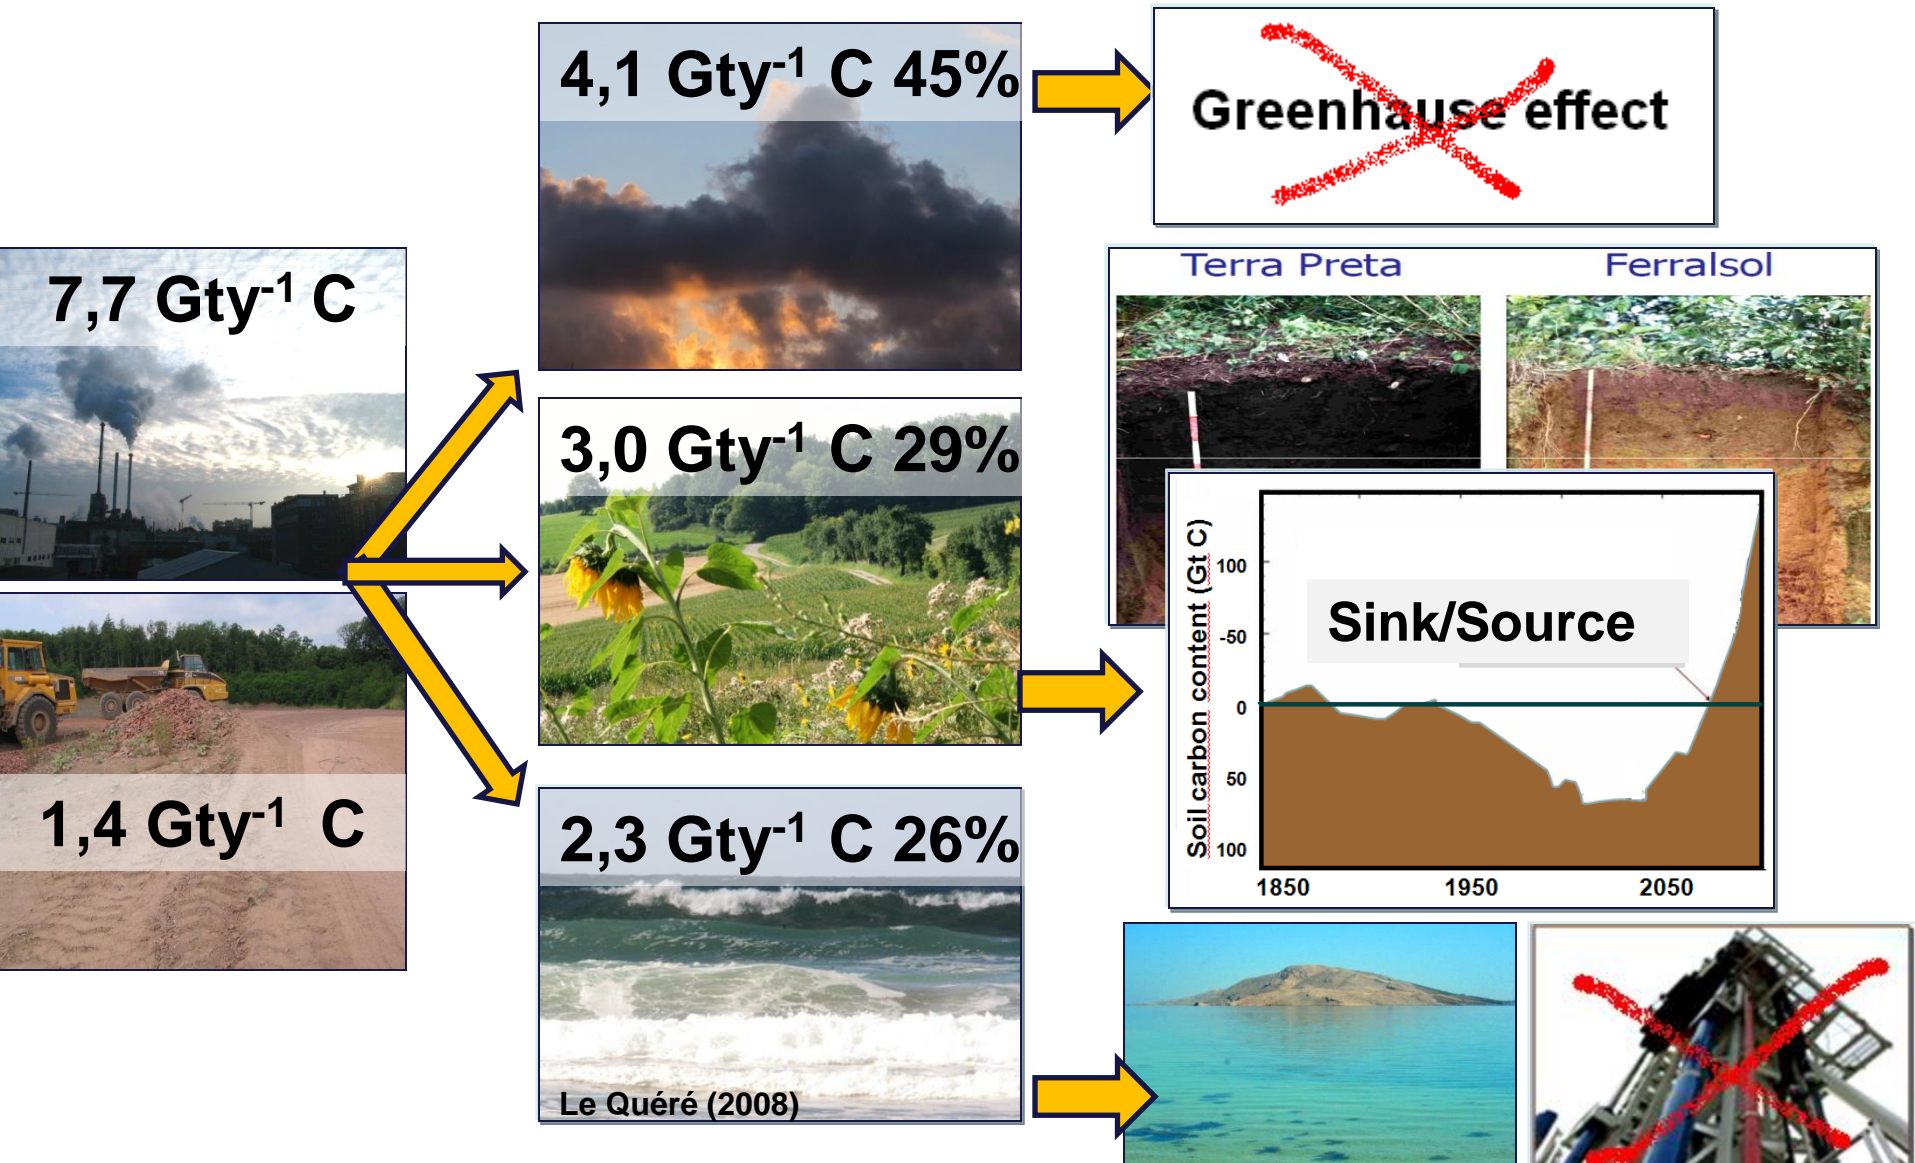 7,7 Gty-1 C
1,4 Gty-1 C
4,1 Gty-1 C 45%
3,0 Gty-1 C 29%
2,3 Gty-1 C 26%
Le Quéré (2008)
Greenhause effect
Terra Preta
Ferralsol
Soil carbon content (Gt C)
100
-50
0
50
100
Sink/Source
1850
1950
2050